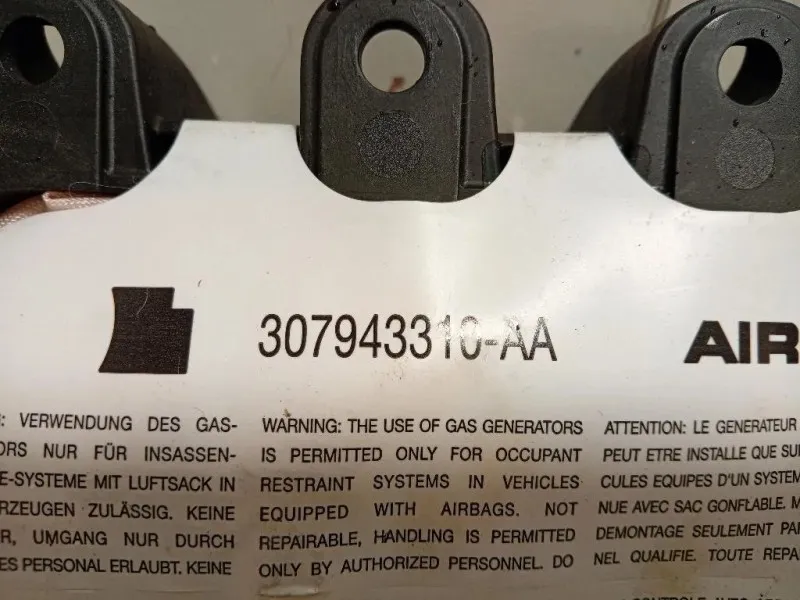 307943310-AA
AIR
VERWENDUNG DES GAS-
ORS NUR FÜR INSASSEN-
E-SYSTEME MIT LUFTSACK IN
RZEUGEN ZULÄSSIG. KEINE
R, UMGANG NUR DURCH
ES PERSONAL ERLAUBT. KEINE
WARNING: THE USE OF GAS GENERATORS
IS PERMITTED ONLY FOR OCCUPANT
RESTRAINT SYSTEMS IN VEHICLES
EQUIPPED WITH AIRBAGS. NOT
REPAIRABLE, HANDLING IS PERMITTED
ONLY BY AUTHORIZED PERSONNEL. DO
ATTENTION: LE GENERATEUR
PEUT ETRE INSTALLE QUE SUR
CULES EQUIPES D'UN SYSTEM
NUE AVEC SAC GONFLABLE. M
DEMONTAGE SEULEMENT PA
NEL QUALIFIE. TOUTE REPA